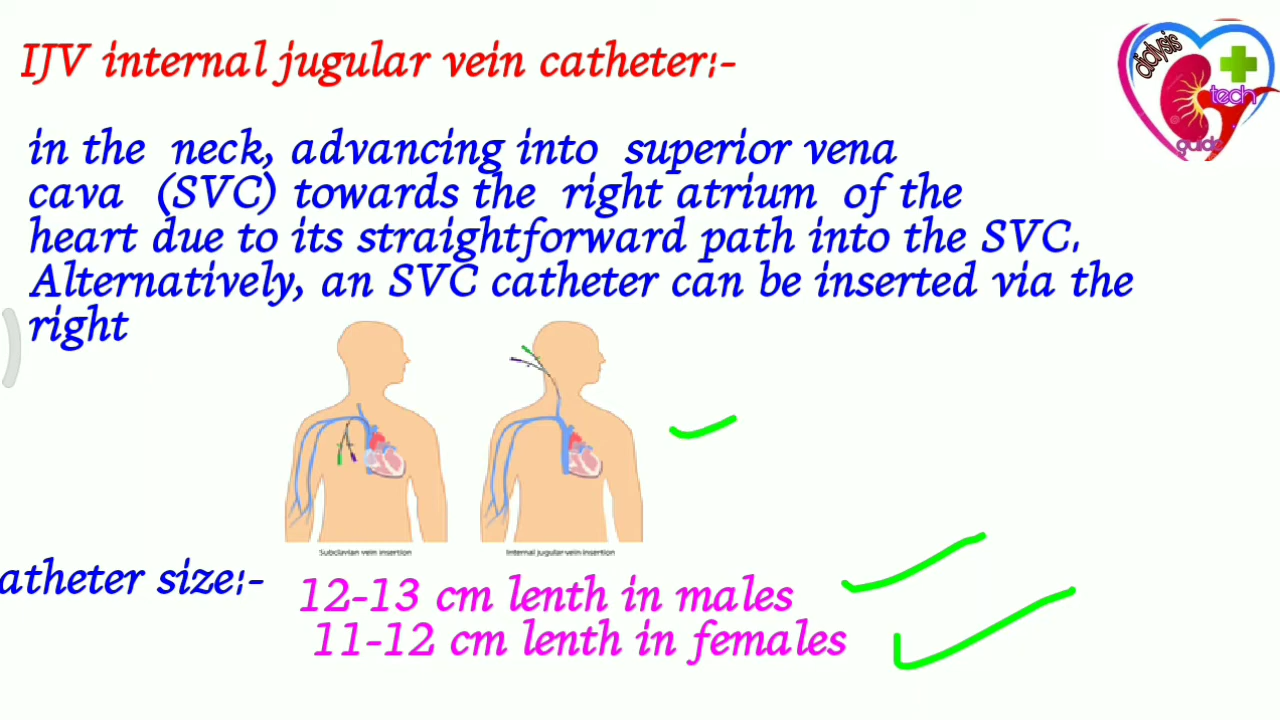 IJV internal jugular vein catheter:-
dialysis
tech
guide
in the neck, advancing into superior vena
cava (SVC) towards the right atrium of the
heart due to its straightforward path into the SVC.
Alternatively, an SVC catheter can be inserted via the
right
Subclavian vein insertion
Internal jugular vein insertion
atheter size:-
12-13 cm lenth in males
11-12 cm lenth in females